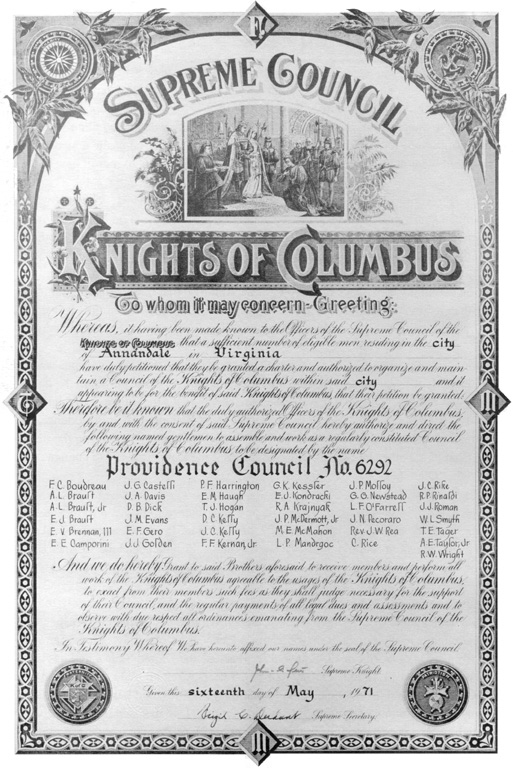 SUPREME COUNCIL
KNIGHTS OF COLUMBUS
To whom it may concern - Greeting:
Whereas, it having been made known to the Officers of the Supreme Council of the
Knights of Columbus that a sufficient number of eligible men residing in the city
of Annandale in Virginia
have duly petitioned that they be granted a charter and authorized to organize and main-
tain a Council of the Knights of Columbus within said city and it
appearing to be for the benefit of said Knights of Columbus that their petition be granted.
Therefore be it known that the duly authorized Officers of the Knights of Columbus,
by and with the consent of said Supreme Council hereby authorize and direct the
following named gentlemen to assemble and work as a regularly constituted Council
of the Knights of Columbus to be designated by the name
Providence Council No. 6292
F.C. Boudreau J.G. Castelli P.F. Harrington G.K. Kessler J.P. Molloy J.C. Rike
A.L. Brault J.A. Davis E.M. Haugh E.J. Kondracki G.G. Newstead R.P. Rinaldi
A.L. Brault, Jr D.B. Dick T.J. Hogan R.A. Krajnyak L.F. O'Farrell J.J. Roman
E.J. Brault J.M. Evans D.C. Kelly J.P. McDermott, Jr J.N. Pecoraro W.L. Smyth
E.V. Brennan, III E.F. Gero J.C. Kelly M.E. McMahon Rev. J.W. Rea T.E. Tager
E.E. Camporini J.J. Golden F.F. Kernan, Jr L.P. Mandrgoc C. Rice A.E. Taylor, Jr
R.W. Wright
And we do hereby Grant to said Brothers aforesaid to receive members and perform all
work of the Knights of Columbus agreeable to the usages of the Knights of Columbus,
to exact from their members such fees as they shall judge necessary for the support
of their Council, and the regular payments of all legal dues and assessments and to
observe with due respect all ordinances emanating from the Supreme Council of the
Knights of Columbus.
In Testimony Whereof We have hereunto affixed our names under the seal of the Supreme Council
Supreme Knight
Given this sixteenth day of May, 1971
Supreme Secretary.